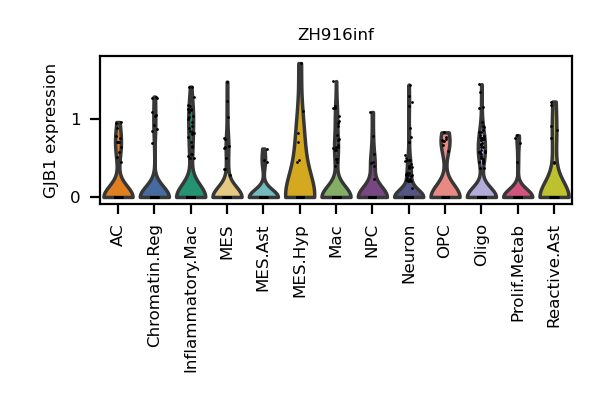 ZH916inf
GJB1 expression
1
0
AC
Chromatin.Reg
Inflammatory.Mac
MES
MES.Ast
MES.Hyp
Mac
NPC
Neuron
OPC
Oligo
Prolif.Metab
Reactive.Ast